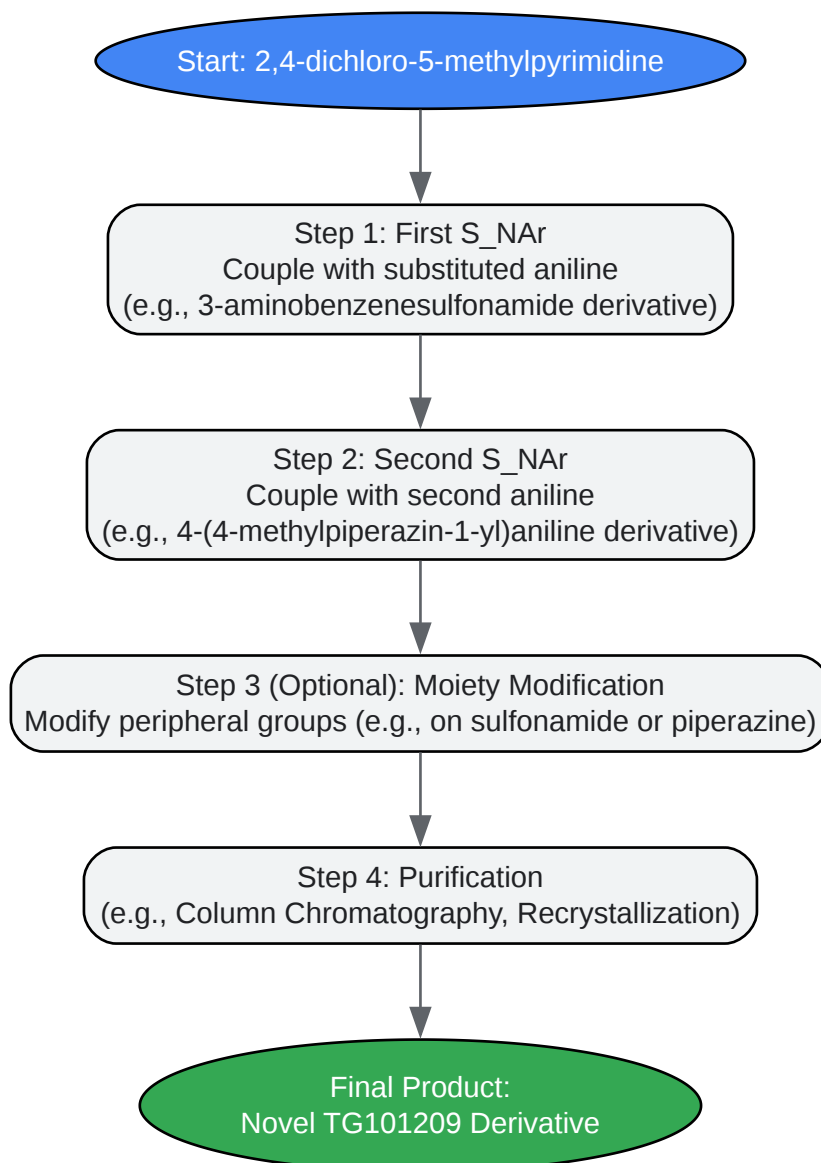 Start: 2,4-dichloro-5-methylpyrimidine
Step 1: First S_NAr
Couple with substituted aniline
(e.g., 3-aminobenzenesulfonamide derivative)
Step 2: Second S_NAr
Couple with second aniline
(e.g., 4-(4-methylpiperazin-1-yl)aniline derivative)
Step 3 (Optional): Moiety Modification
Modify peripheral groups (e.g., on sulfonamide or piperazine)
Step 4: Purification
(e.g., Column Chromatography, Recrystallization)
Final Product:
Novel TG101209 Derivative